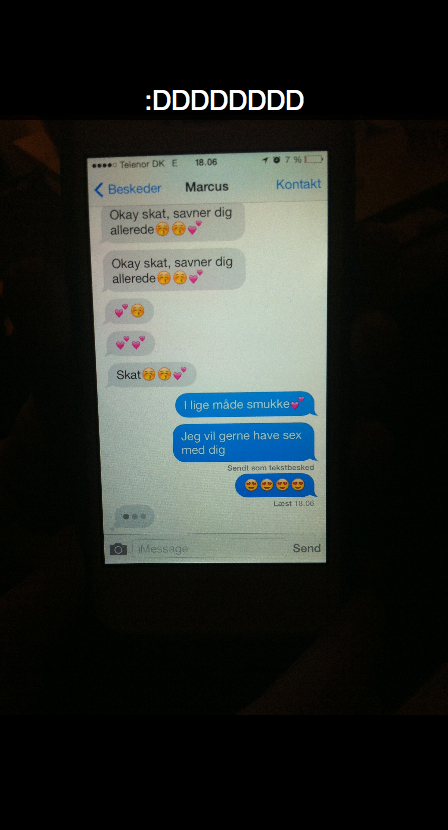 :DDDDDDDD
Telenor DK E 18.06 7 %
Beskeder Marcus Kontakt
Okay skat, savner dig
allerede😚😚💕
Okay skat, savner dig
allerede😚😚💕
💕😚
💕💕
Skat😚😚💕
I lige måde smukke💕
Jeg vil gerne have sex
med dig
Sendt som tekstbesked
😍😍😍😍
Læst 18.06
iMessage Send